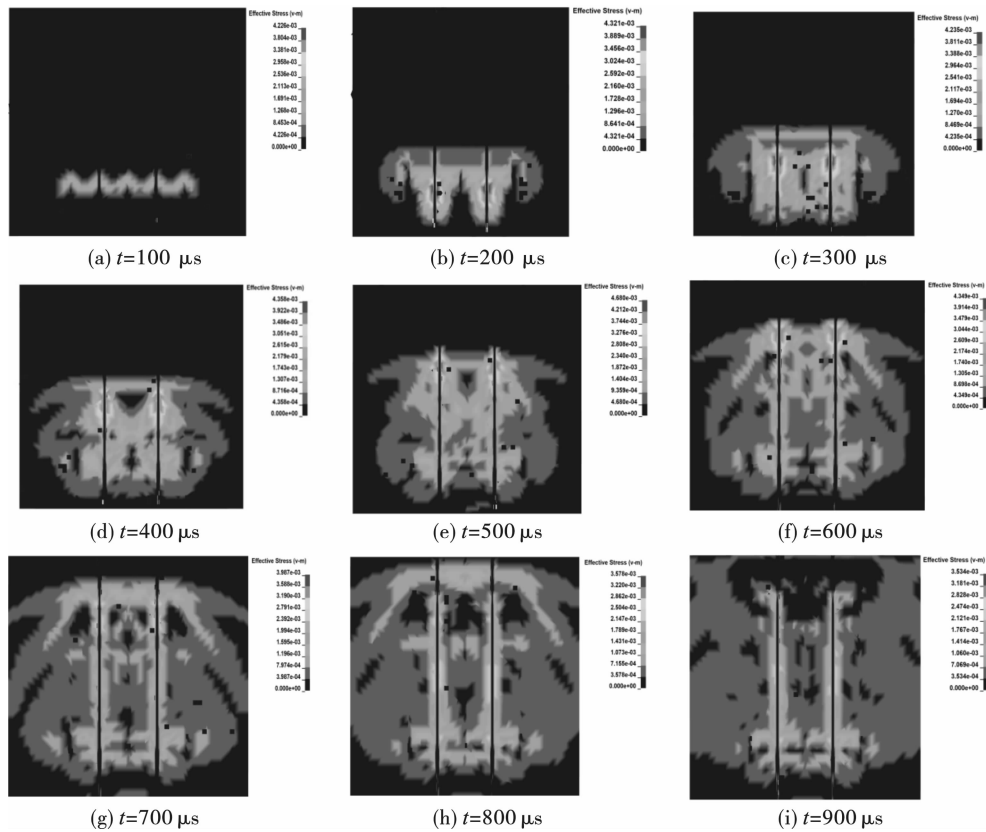 Effective Stress (v-m)
4.226e-03
3.804e-03
3.381e-03
2.958e-03
2.536e-03
2.113e-03
1.691e-03
1.268e-03
8.453e-04
4.226e-04
0.000e+00
(a) t=100 μs
Effective Stress (v-m)
4.321e-03
3.889e-03
3.456e-03
3.024e-03
2.592e-03
2.160e-03
1.728e-03
1.296e-03
8.641e-04
4.321e-04
0.000e+00
(b) t=200 μs
Effective Stress (v-m)
4.235e-03
3.811e-03
3.388e-03
2.964e-03
2.541e-03
2.117e-03
1.694e-03
1.270e-03
8.469e-04
4.235e-04
0.000e+00
(c) t=300 μs
Effective Stress (v-m)
4.358e-03
3.922e-03
3.486e-03
3.051e-03
2.615e-03
2.179e-03
1.743e-03
1.307e-03
8.716e-04
4.358e-04
0.000e+00
(d) t=400 μs
Effective Stress (v-m)
4.680e-03
4.212e-03
3.744e-03
3.276e-03
2.808e-03
2.340e-03
1.872e-03
1.404e-03
9.359e-04
4.680e-04
0.000e+00
(e) t=500 μs
Effective Stress (v-m)
4.349e-03
3.914e-03
3.479e-03
3.044e-03
2.609e-03
2.174e-03
1.740e-03
1.305e-03
8.698e-04
4.349e-04
0.000e+00
(f) t=600 μs
Effective Stress (v-m)
3.987e-03
3.588e-03
3.190e-03
2.791e-03
2.392e-03
1.994e-03
1.595e-03
1.196e-03
7.974e-04
3.987e-04
0.000e+00
(g) t=700 μs
Effective Stress (v-m)
3.578e-03
3.220e-03
2.862e-03
2.504e-03
2.147e-03
1.789e-03
1.431e-03
1.073e-03
7.155e-04
3.578e-04
0.000e+00
(h) t=800 μs
Effective Stress (v-m)
3.534e-03
3.181e-03
2.828e-03
2.474e-03
2.121e-03
1.767e-03
1.414e-03
1.060e-03
7.069e-04
3.534e-04
0.000e+00
(i) t=900 μs